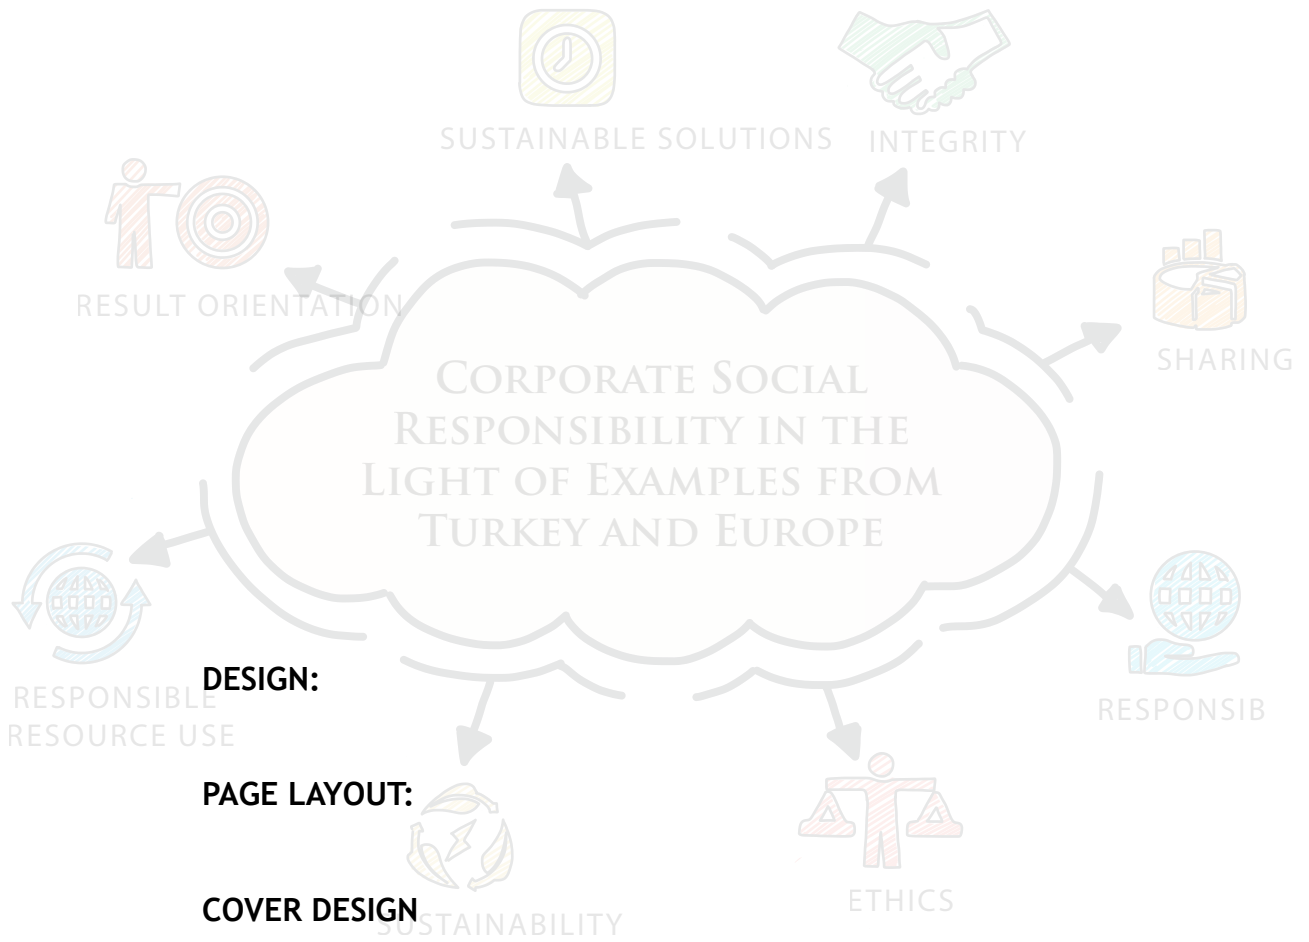 SUSTAINABLE SOLUTIONS
INTEGRITY
RESULT ORIENTATION
SHARING
CORPORATE SOCIAL
RESPONSIBILITY IN THE
LIGHT OF EXAMPLES FROM
TURKEY AND EUROPE
DESIGN:
RESPONSIBLE
RESOURCE USE
RESPONSIB
PAGE LAYOUT:
ETHICS
COVER DESIGN
SUSTAINABILITY